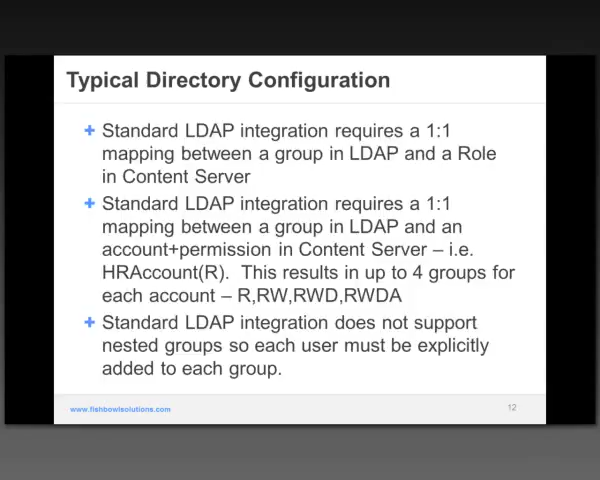 Typical Directory Configuration
+ Standard LDAP integration requires a 1:1
mapping between a group in LDAP and a Role
in Content Server
+ Standard LDAP integration requires a 1:1
mapping between a group in LDAP and an
account+permission in Content Server – i.e.
HRAccount(R).  This results in up to 4 groups for
each account – R,RW,RWD,RWDA
+ Standard LDAP integration does not support
nested groups so each user must be explicitly
added to each group.
www.fishbowlsolutions.com
12